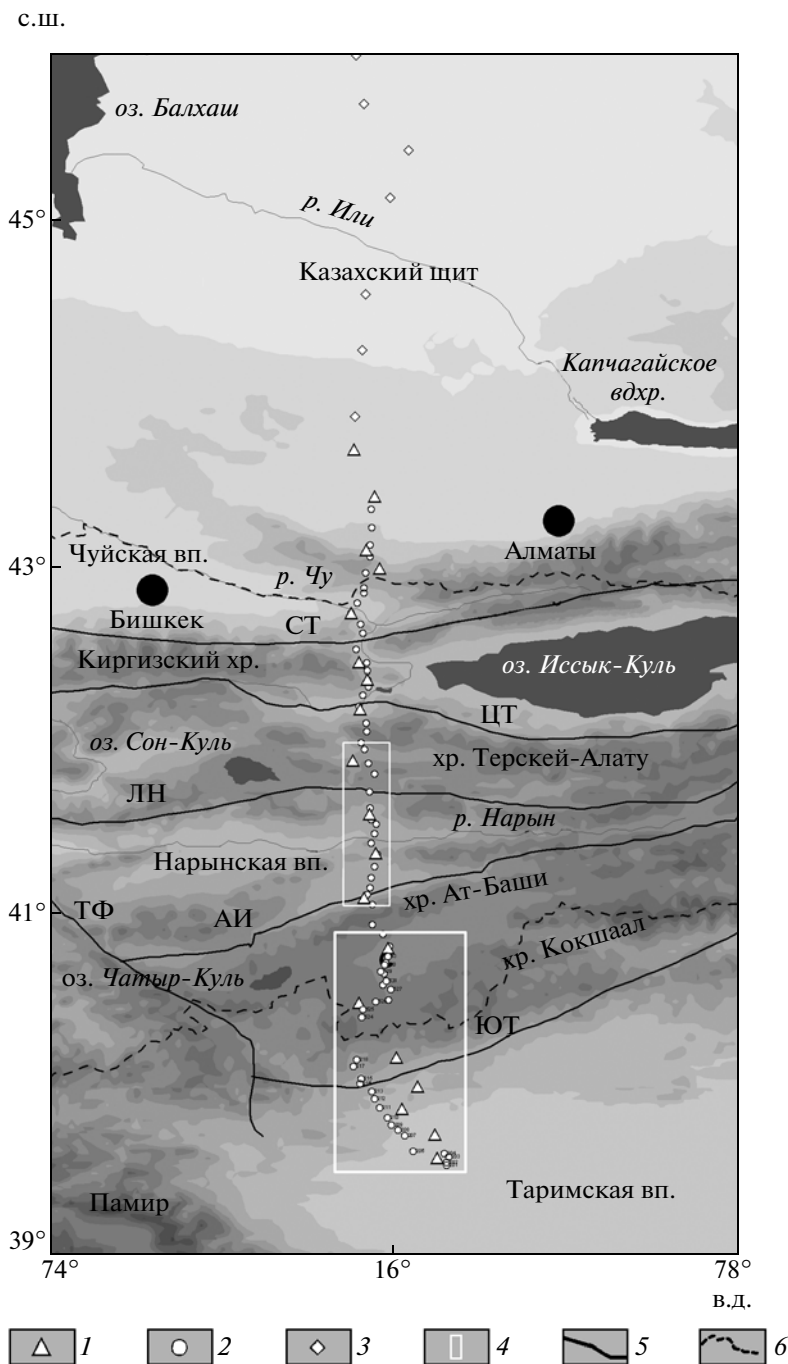 с.ш.
оз. Балхаш
р. Или
45°
Казахский щит
Капчагайское
вдхр.
Алматы
Чуйская вп.
43°
р. Чу
Бишкек
СТ
Киргизский хр.
оз. Иссык-Куль
ЦТ
оз. Сон-Куль
хр. Терскей-Алату
ЛН
р. Нарын
Нарынская вп.
хр. Ат-Баши
41°
ТФ
АИ
хр. Кокшаал
оз. Чатыр-Куль
ЮТ
Таримская вп.
Памир
39°
74°
16°
78°
в.д.
1 2 3 4 5 6